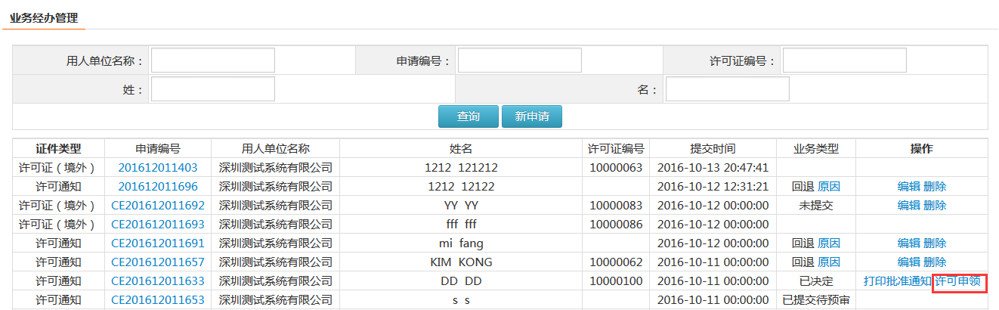 业务经办管理
用人单位名称： 申请编号： 许可证编号：
姓： 名：
查询 新申请
证件类型 申请编号 用人单位名称 姓名 许可证编号 提交时间 业务类型 操作
许可证（境外） 201612011403 深圳测试系统有限公司 1212 121212 10000063 2016-10-13 20:47:41
许可通知 201612011696 深圳测试系统有限公司 1212 12122 2016-10-12 12:31:21 回退 原因 编辑 删除
许可证（境外） CE201612011692 深圳测试系统有限公司 YY YY 10000083 2016-10-12 00:00:00 未提交 编辑 删除
许可证（境外） CE201612011693 深圳测试系统有限公司 fff fff 10000086 2016-10-12 00:00:00
许可通知 CE201612011691 深圳测试系统有限公司 mi fang 2016-10-12 00:00:00 回退 原因 编辑 删除
许可通知 CE201612011657 深圳测试系统有限公司 KIM KONG 10000062 2016-10-11 00:00:00 回退 原因 编辑 删除
许可通知 CE201612011633 深圳测试系统有限公司 DD DD 10000100 2016-10-11 00:00:00 已决定 打印批准通知 许可申领
许可通知 CE201612011653 深圳测试系统有限公司 s s 2016-10-11 00:00:00 已提交待预审